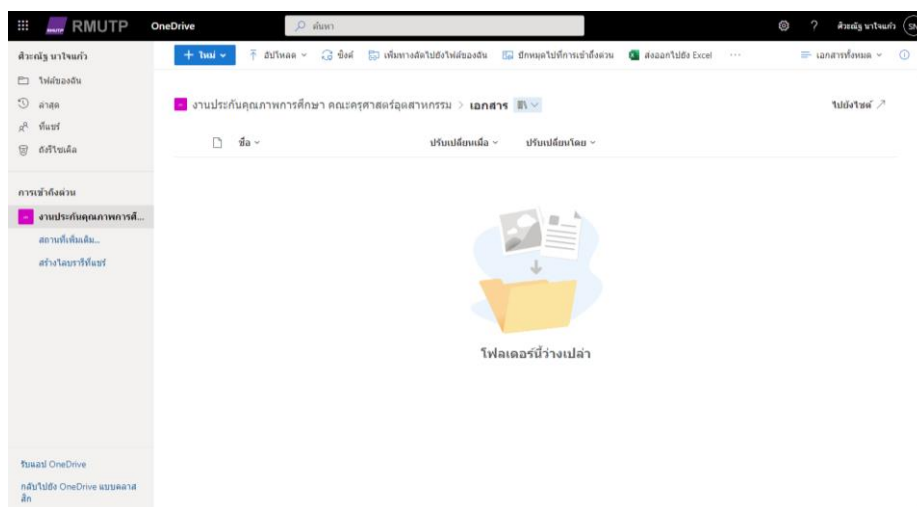 RMUTP
OneDrive
ค้นหา
?
ศิวะณัฐ นาใจแก้ว
SN
ศิวะณัฐ นาใจแก้ว
ไฟล์ของฉัน
ล่าสุด
ที่แชร์
ถังรีไซเคิล
การเข้าถึงด่วน
งานประกันคุณภาพการศึ...
สถานที่เพิ่มเติม...
สร้างไลบรารีที่แชร์
รับแอป OneDrive
กลับไปยัง OneDrive แบบคลาส
สิก
+ ใหม่ อัปโหลด ซิงค์ เพิ่มทางลัดไปยังไฟล์ของฉัน ปักหมุดไปที่การเข้าถึงด่วน ส่งออกไปยัง Excel ... เอกสารทั้งหมด
งานประกันคุณภาพการศึกษา คณะครุศาสตร์อุตสาหกรรม > เอกสาร
ไปยังไซต์
ชื่อ ปรับเปลี่ยนเมื่อ ปรับเปลี่ยนโดย
โฟลเดอร์นี้ว่างเปล่า